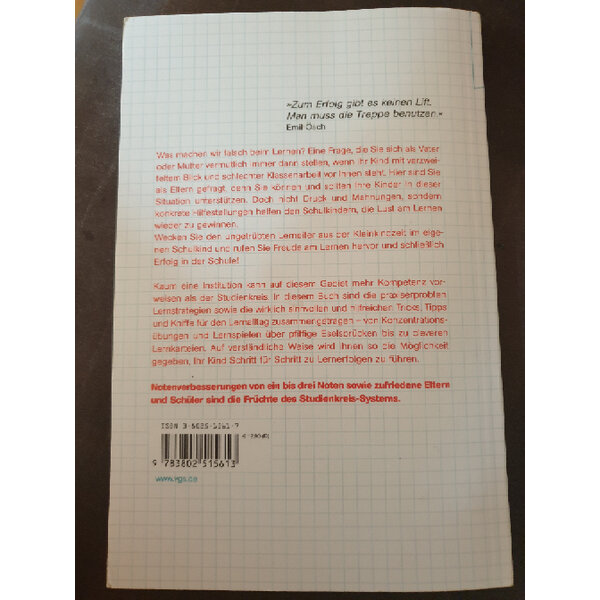 »Zum Erfolg gibt es keinen Lift.
Man muss die Treppe benutzen.«
Emil Oesch
Was machen wir falsch beim Lernen? Eine Frage, die Sie sich als Vater
oder Mutter vermutlich immer dann stellen, wenn Ihr Kind mit verzwei-
feltem Blick und schlechter Klassenarbeit vor Ihnen steht. Hier sind Sie
als Eltern gefragt, denn Sie können und sollten Ihre Kinder in dieser
Situation unterstützen. Doch nicht Druck und Mahnungen, sondern
konkrete Hilfestellungen helfen den Schulkindern, die Lust am Lernen
wieder zu gewinnen.
Wecken Sie den ungetrübten Lerneifer aus der Kleinkindzeit im eige-
nen Schulkind und rufen Sie Freude am Lernen hervor und schließlich
Erfolg in der Schule!
Kaum eine Institution kann auf diesem Gebiet mehr Kompetenz vor-
weisen als der Studienkreis. In diesem Buch sind die praxiserprobten
Lernstrategien sowie die wirklich sinnvollen und hilfreichen Tricks, Tipps
und Kniffe für den Lernalltag zusammengetragen – von Konzentrations-
übungen und Lernspielen über pfiffige Eselsbrücken bis zu cleveren
Lernkarteien. Auf verständliche Weise wird Ihnen so die Möglichkeit
gegeben, Ihr Kind Schritt für Schritt zu Lernerfolgen zu führen.
Notenverbesserungen von ein bis drei Noten sowie zufriedene Eltern
und Schüler sind die Früchte des Studienkreis-Systems.
ISBN 3-8025-1561-7
9 783802 515613
www.vgs.de